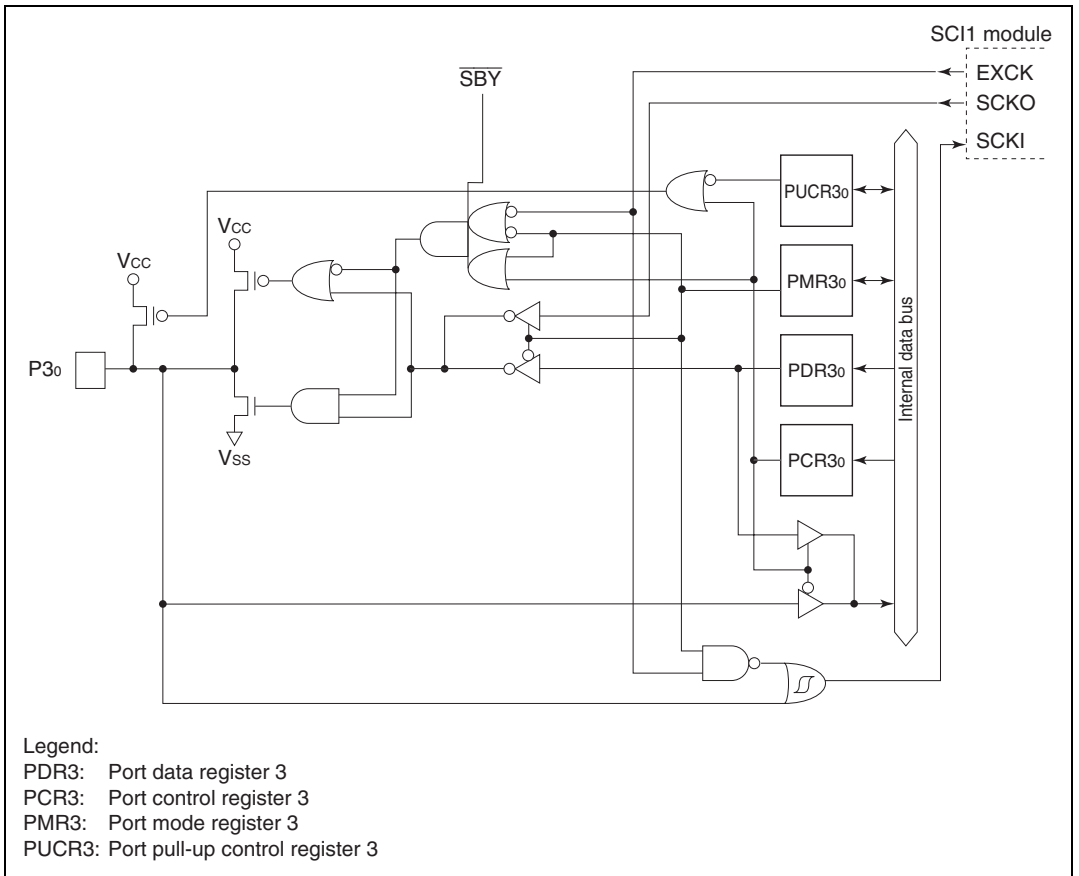 SCI1 module
EXCK
SCKO
SCKI
SBY
PUCR3₀
PMR3₀
PDR3₀
PCR3₀
Internal data bus
VCC
VCC
P3₀
VSS
Legend:
PDR3: Port data register 3
PCR3: Port control register 3
PMR3: Port mode register 3
PUCR3: Port pull-up control register 3